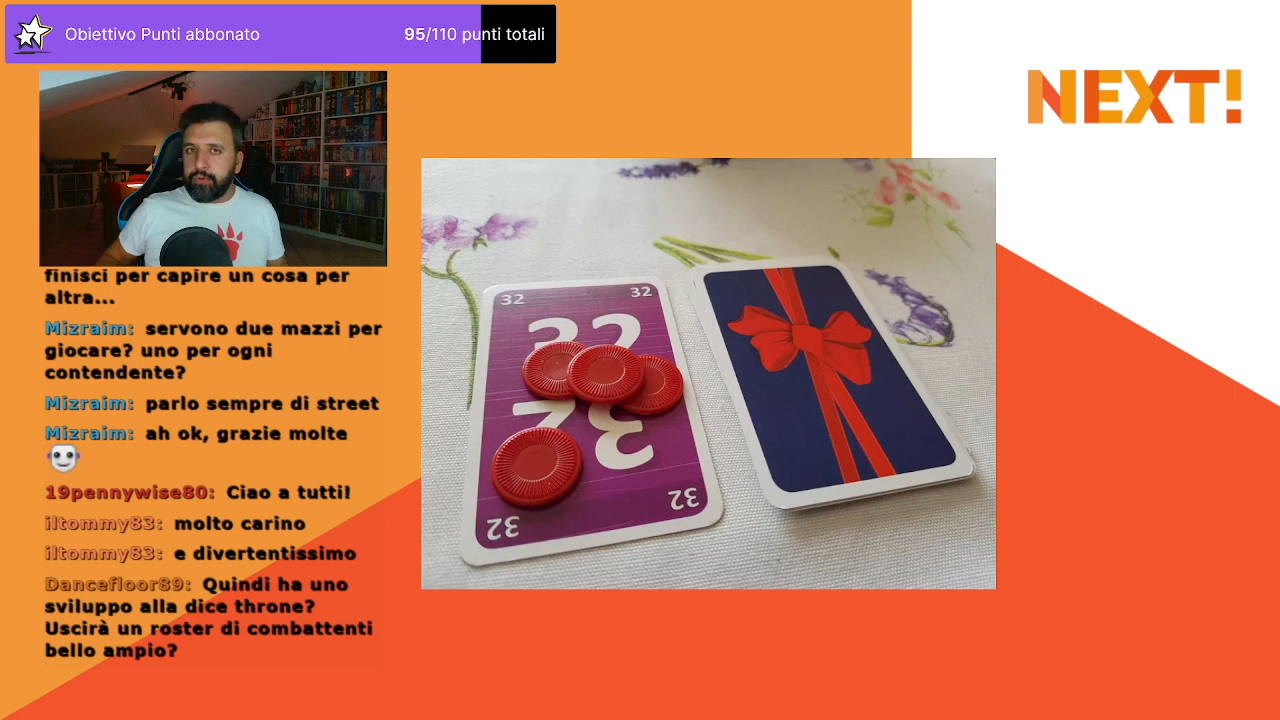 Obiettivo Punti abbonato 95/110 punti totali
NEXT!
finisci per capire un cosa per
altra...
Mizraim: servono due mazzi per
giocare? uno per ogni
contendente?
Mizraim: parlo sempre di street
Mizraim: ah ok, grazie molte
19pennywise80: Ciao a tutti!
iltommy83: molto carino
iltommy83: e divertentissimo
Dancefloor89: Quindi ha uno
sviluppo alla dice throne?
Uscirà un roster di combattenti
bello ampio?
32 32
32
32
32 32